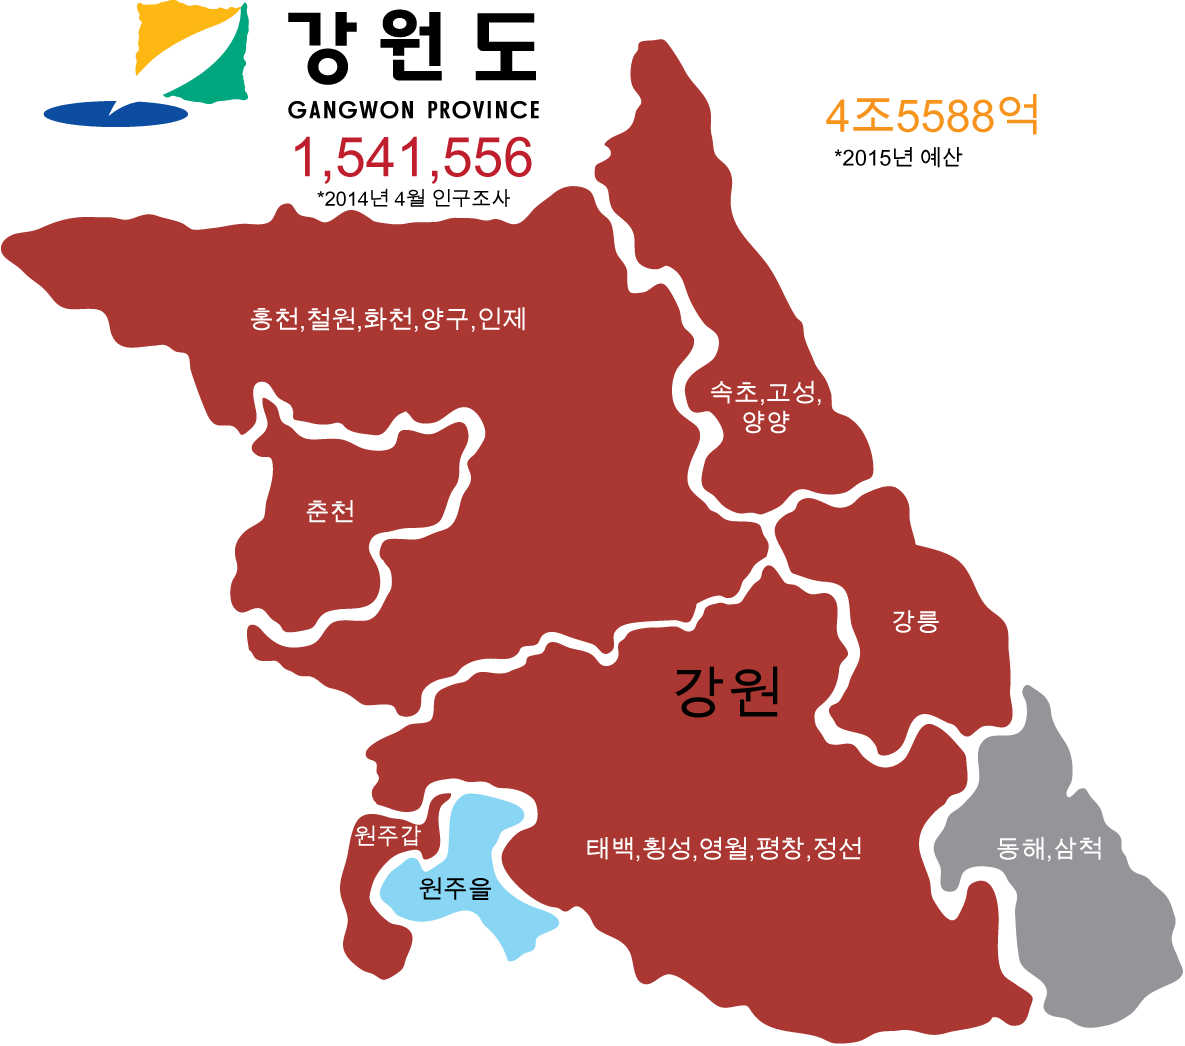 강원도
GANGWON PROVINCE
1,541,556
*2014년 4월 인구조사
4조5588억
*2015년 예산
홍천,철원,화천,양구,인제
속초,고성,
양양
춘천
강릉
강원
원주갑
태백,횡성,영월,평창,정선
동해,삼척
원주을